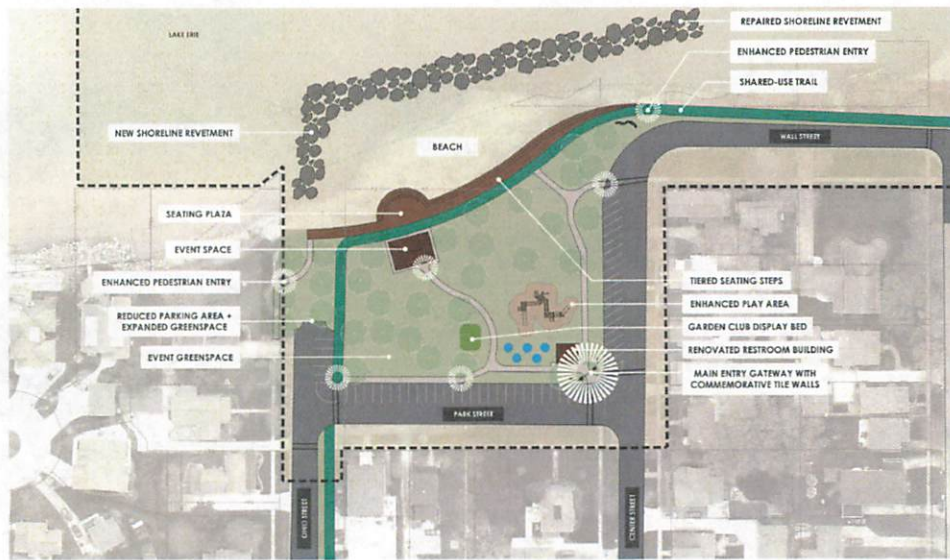 LAKE ERIE
REPAIRED SHORELINE REVETMENT
ENHANCED PEDESTRIAN ENTRY
SHARED-USE TRAIL
NEW SHORELINE REVETMENT
BEACH
WALL STREET
SEATING PLAZA
EVENT SPACE
ENHANCED PEDESTRIAN ENTRY
REDUCED PARKING AREA +
EXPANDED GREENSPACE
EVENT GREENSPACE
TIERED SEATING STEPS
ENHANCED PLAY AREA
GARDEN CLUB DISPLAY BED
RENOVATED RESTROOM BUILDING
MAIN ENTRY GATEWAY WITH
COMMEMORATIVE TILE WALLS
PARK STREET
OHIO STREET
CENTER STREET